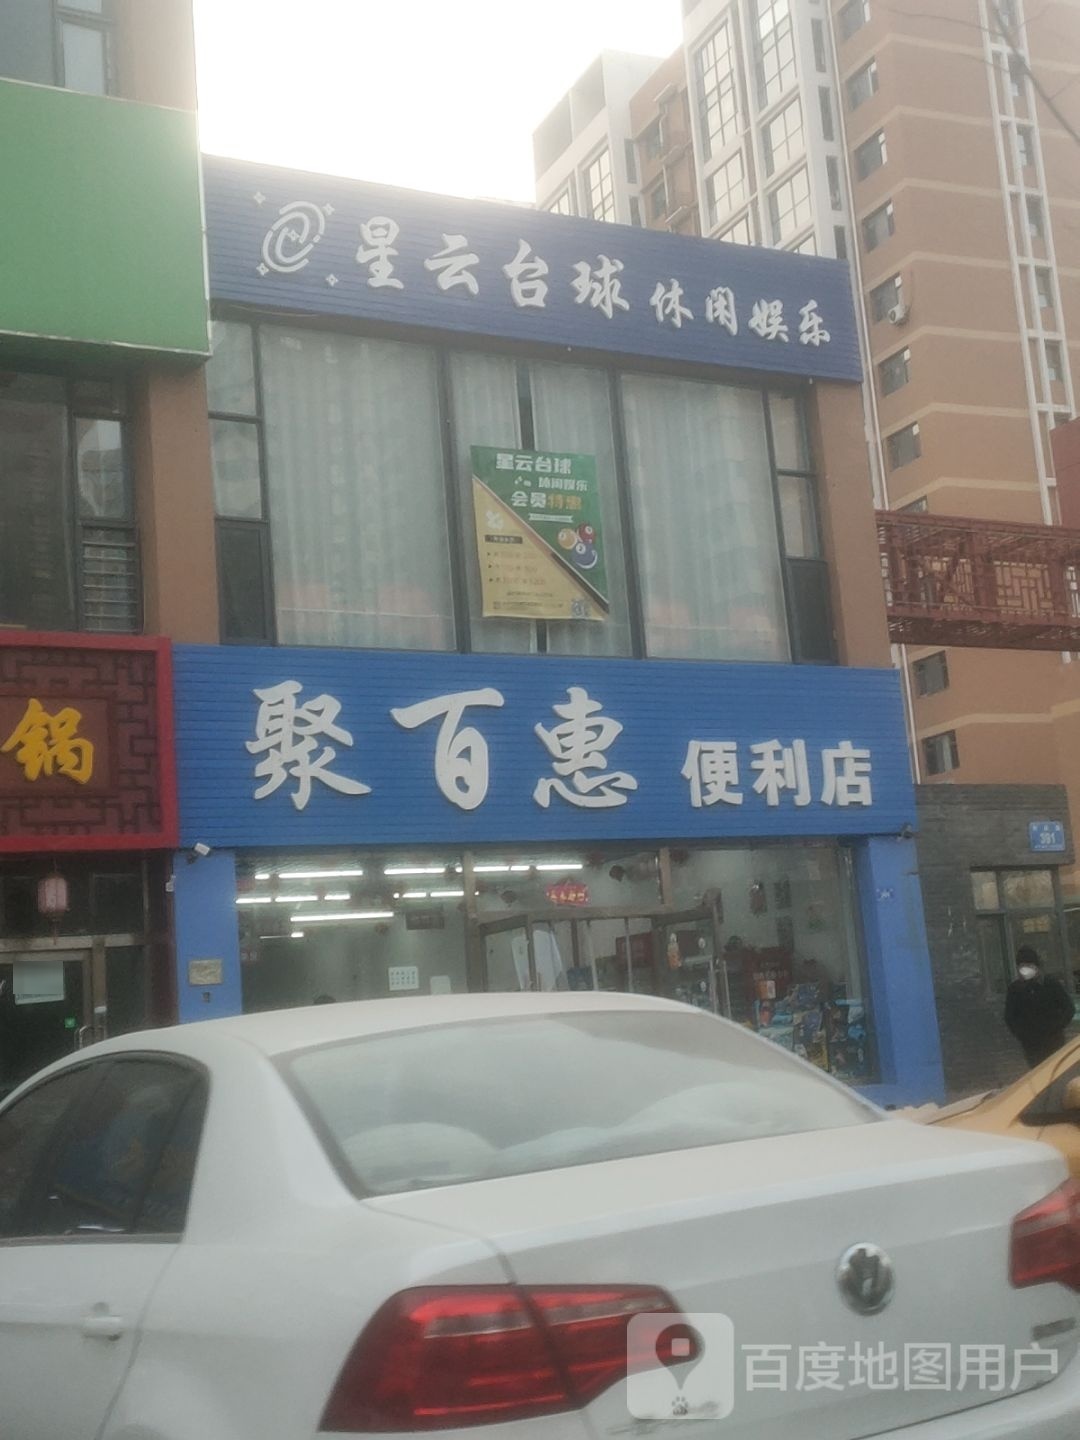 星云台球 休闲娱乐
星云台球
休闲娱乐
会员特惠
聚百惠 便利店
锅
391
百度地图用户